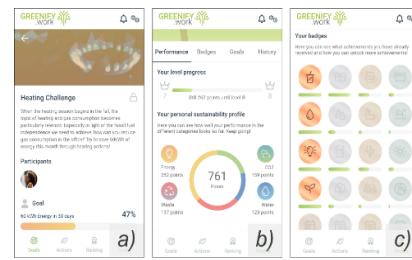 GREENIFY
.WORK
Heating Challenge
When the heating season begins in the fall, the
topic of heating and gas consumption becomes
particularly relevant. Especially in light of the
independence we need to achieve how can you reduce
gas consumption in the office? Try to save 60kWh of
energy this month through heating actions!
Participants
Goal
60 kWh Energy in 30 days 47%
Goals Actions Ranking
a)
GREENIFY
.WORK
Performance Badges Goals History
Your level progress
7 8
points until level 8
Your personal sustainability profile
Here you can see how well your performance in the
different categories looks so far. Keep going!
Energy
252 points
CO2
159 points
761
Points
Waste
Water
Goals Actions Ranking
b)
GREENIFY
.WORK
Your badges
Here you can see what achievements you have already
received and how you can unlock more achievements!
Goals Actions Ranking
c)